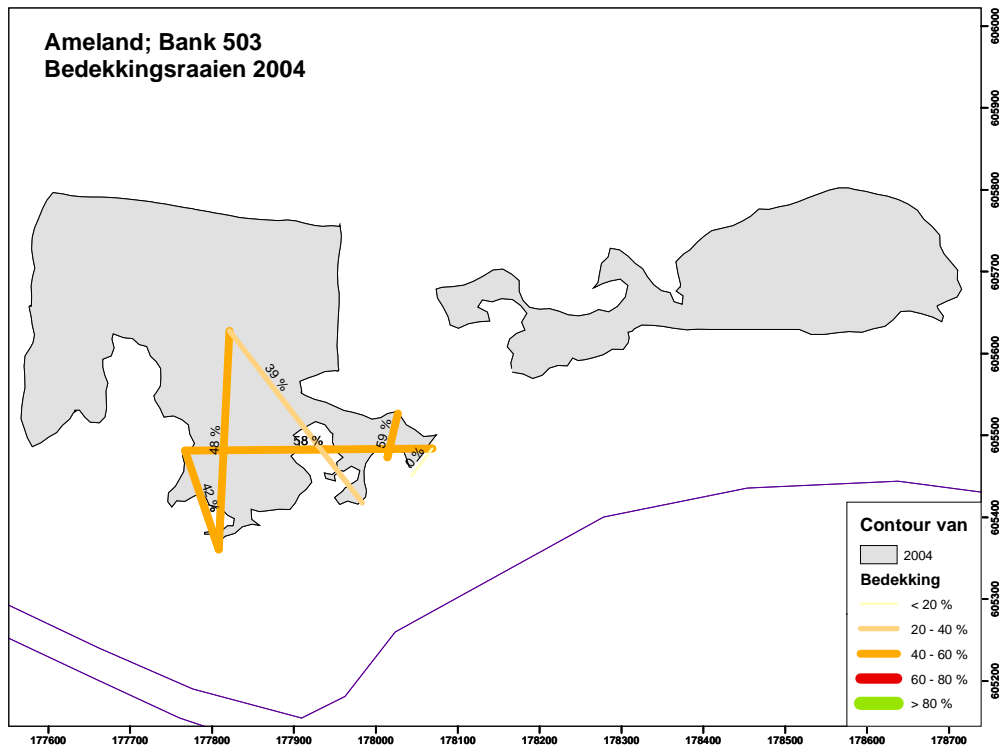 Ameland; Bank 503
Bedekkingsraaien 2004
39 %
48 %
58 %
59 %
0 %
42 %
Contour van
2004
Bedekking
< 20 %
20 - 40 %
40 - 60 %
60 - 80 %
> 80 %
606000
605900
605800
605700
605600
605500
605400
605300
605200
177600 177700 177800 177900 178000 178100 178200 178300 178400 178500 178600 178700